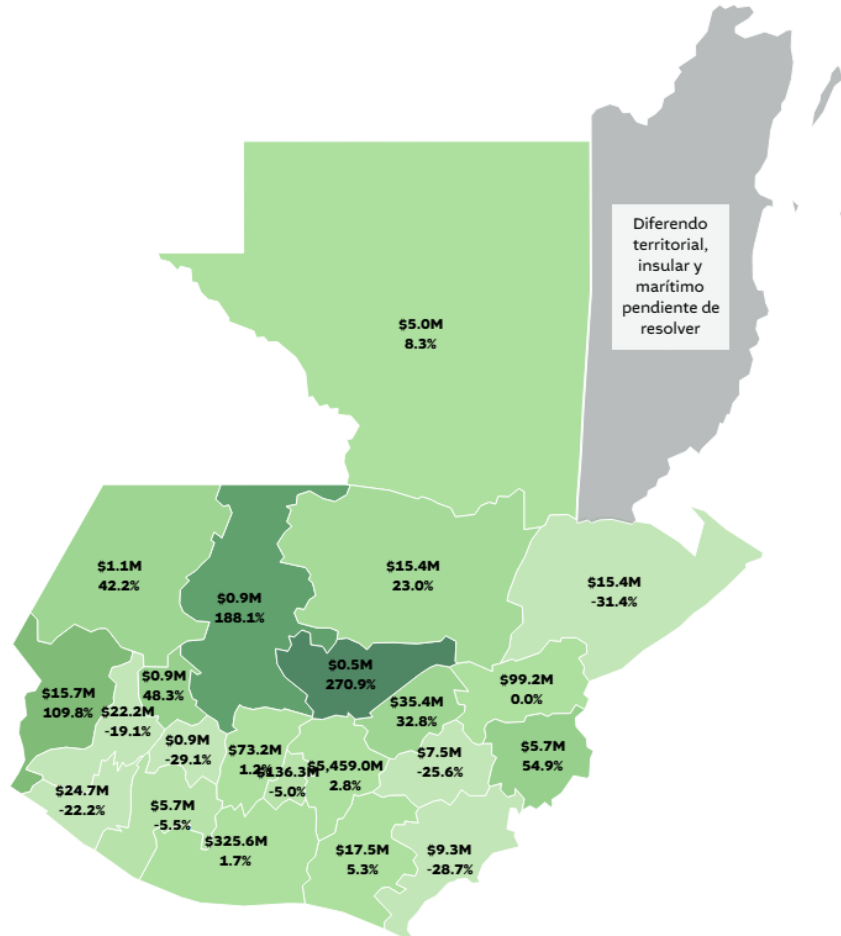 Diferendo
territorial,
insular y
marítimo
pendiente de
resolver
$5.0M
8.3%
$1.1M
42.2%
$0.9M
188.1%
$15.4M
23.0%
$15.4M
-31.4%
$15.7M
109.8%
$22.2M
-19.1%
$0.9M
48.3%
$0.5M
270.9%
$35.4M
32.8%
$99.2M
0.0%
$0.9M
-29.1%
$73.2M
1.2%
$136.3M
-5.0%
$5,459.0M
2.8%
$7.5M
-25.6%
$5.7M
54.9%
$24.7M
-22.2%
$5.7M
-5.5%
$325.6M
1.7%
$17.5M
5.3%
$9.3M
-28.7%